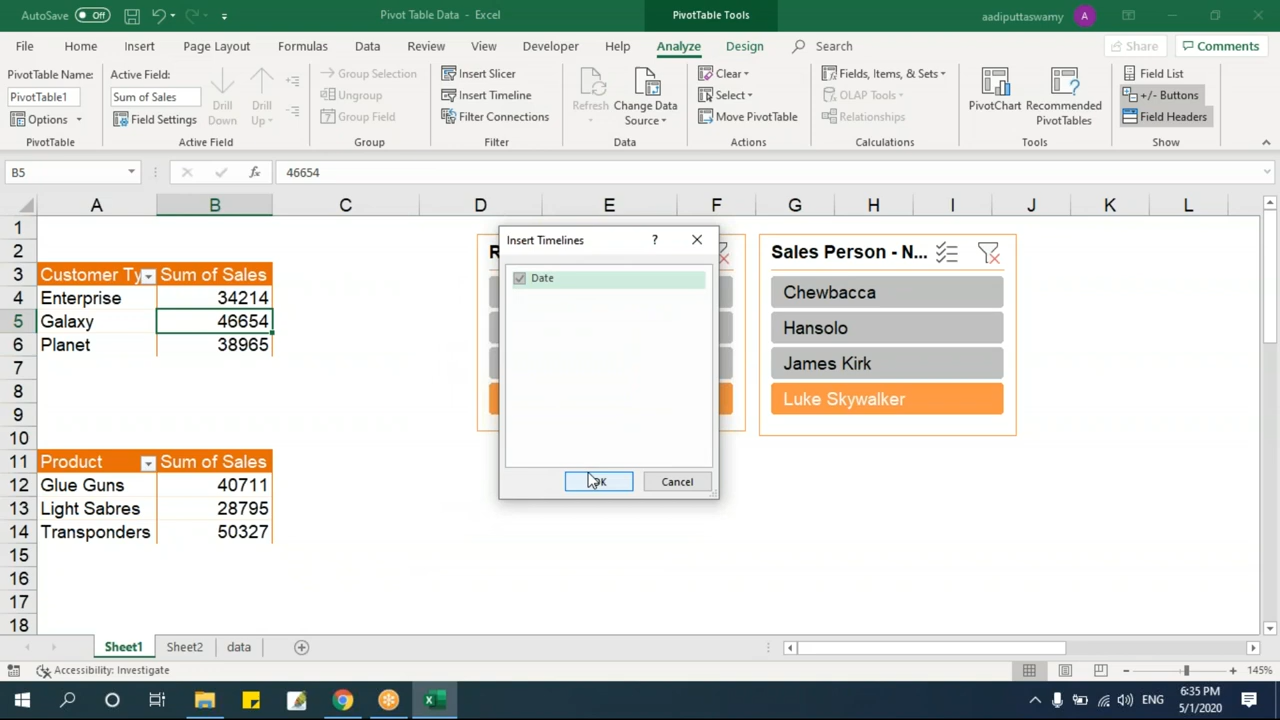 AutoSave Off
Pivot Table Data - Excel
PivotTable Tools
aadiputtaswamy A
File Home Insert Page Layout Formulas Data Review View Developer Help Analyze Design Search Share Comments
PivotTable Name:
PivotTable1
Options
PivotTable
Active Field:
Sum of Sales
Field Settings
Drill Down
Drill Up
Active Field
Group Selection
Ungroup
Group Field
Group
Insert Slicer
Insert Timeline
Filter Connections
Filter
Refresh
Change Data Source
Data
Clear
Select
Move PivotTable
Actions
Fields, Items, & Sets
OLAP Tools
Relationships
Calculations
PivotChart
Recommended PivotTables
Tools
Field List
+/- Buttons
Field Headers
Show
B5 fx 46654
A B C D E F G H I J K L
1
2
3 Customer Ty Sum of Sales
4 Enterprise 34214
5 Galaxy 46654
6 Planet 38965
7
8
9
10
11 Product Sum of Sales
12 Glue Guns 40711
13 Light Sabres 28795
14 Transponders 50327
15
16
17
18
Insert Timelines ?
Date
OK Cancel
R
Sales Person - N...
Chewbacca
Hansolo
James Kirk
Luke Skywalker
Sheet1 Sheet2 data
Accessibility: Investigate
145%
ENG
6:35 PM
5/1/2020